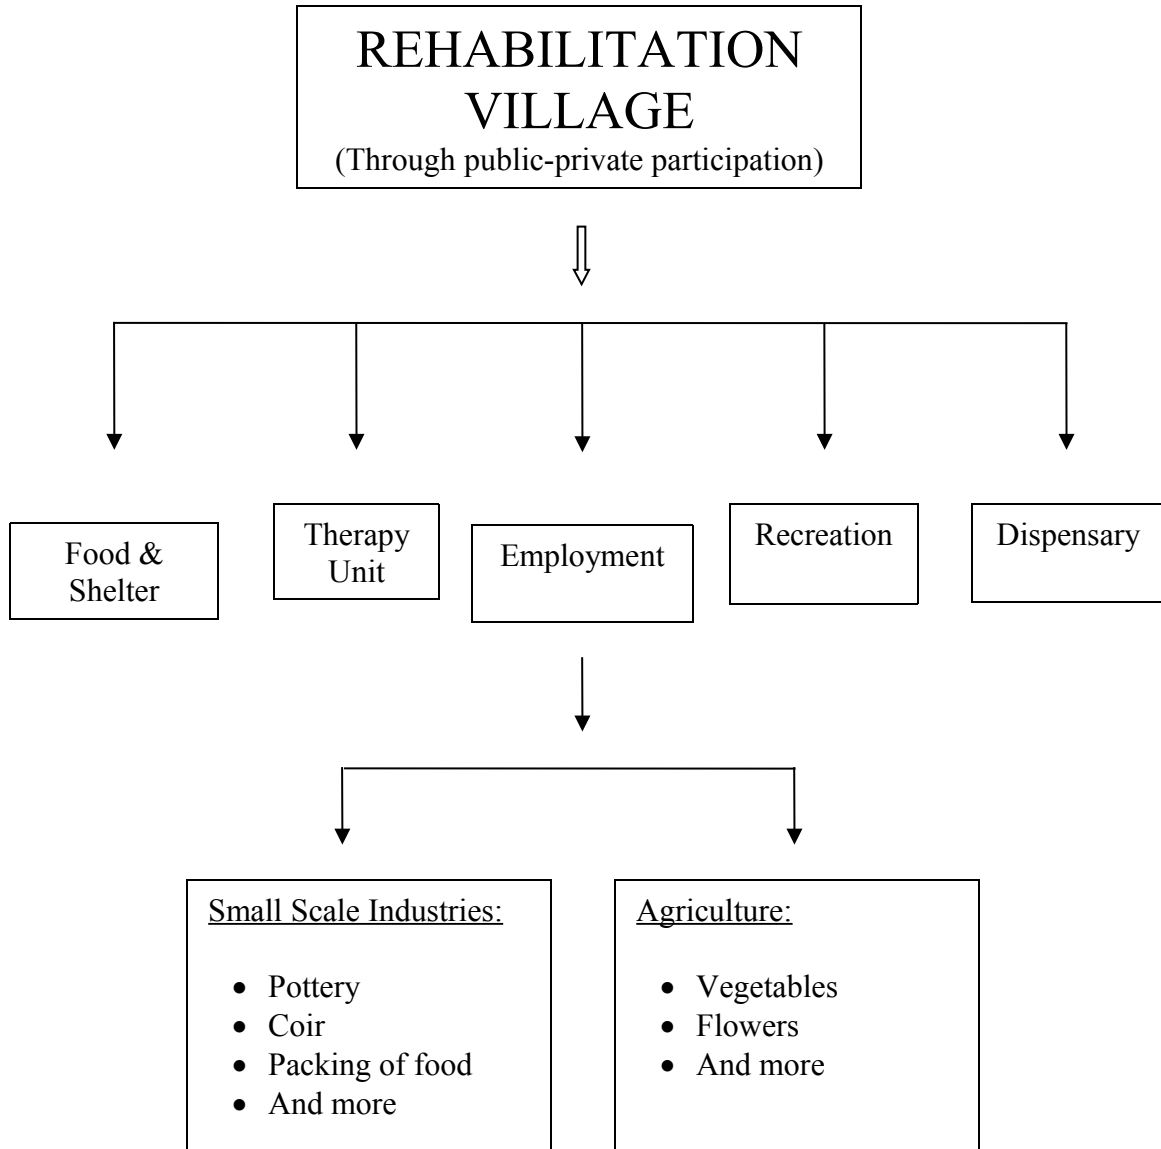 REHABILITATION
VILLAGE
(Through public-private participation)
Food &
Shelter
Therapy
Unit
Employment
Recreation
Dispensary
Small Scale Industries:
• Pottery
• Coir
• Packing of food
• And more
Agriculture:
• Vegetables
• Flowers
• And more